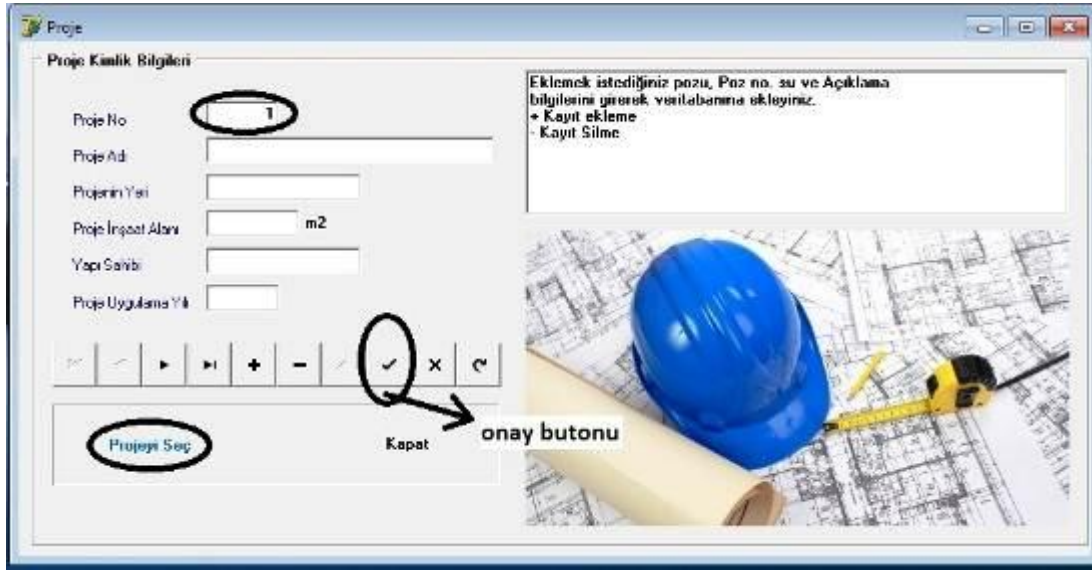 Proje
Proje Kimlik Bilgileri
Proje No 1
Proje Adı
Projenin Yeri
Proje İnşaat Alanı m2
Yapı Sahibi
Proje Uygulama Yılı
Projeyi Seç
Kapat
onay butonu
Eklemek istediğiniz pozu, Poz no. su ve Açıklama
bilgilerini girerek veritabanına ekleyiniz.
+ Kayıt ekleme
- Kayıt Silme